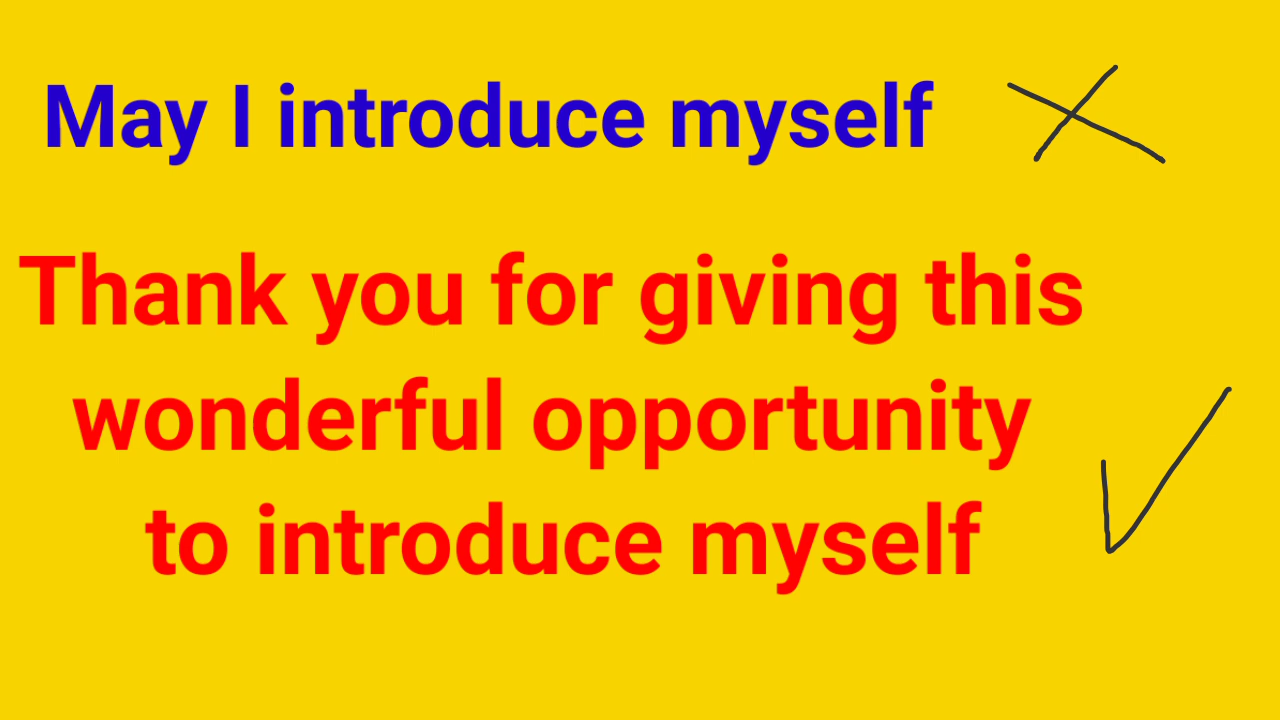 May I introduce myself
Thank you for giving this
wonderful opportunity
to introduce myself